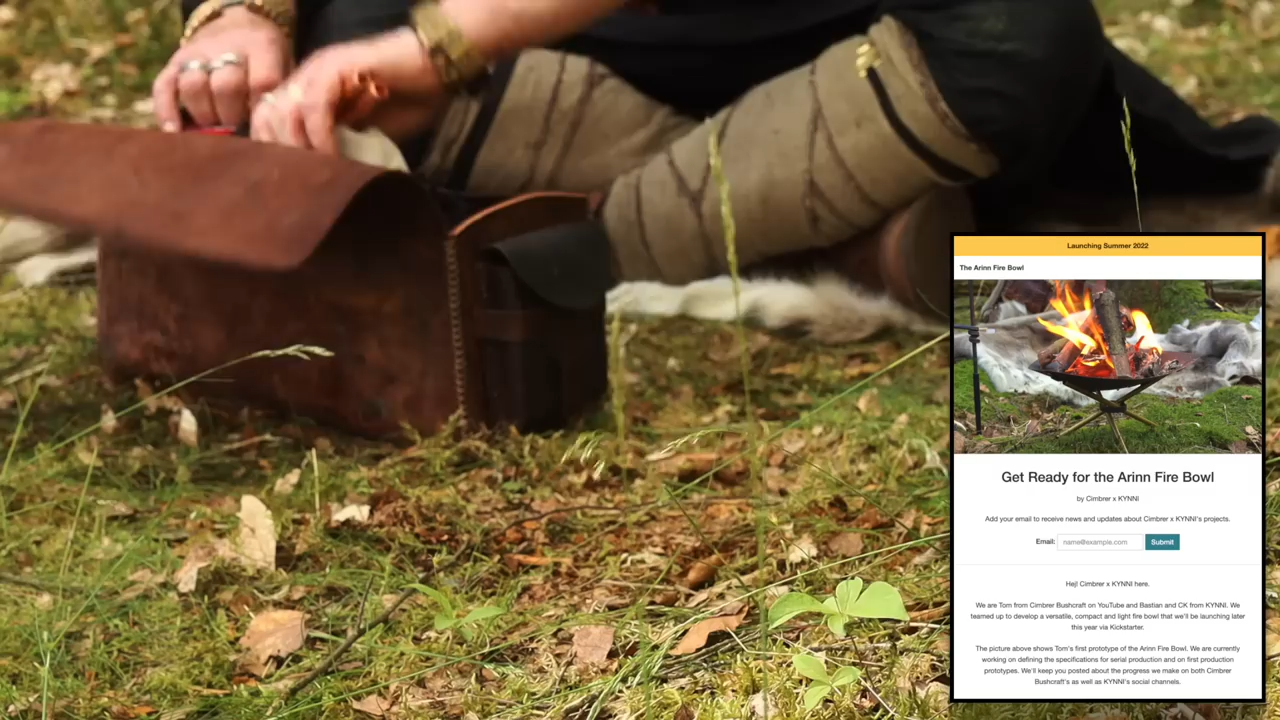 Launching Summer 2022
The Arinn Fire Bowl
Get Ready for the Arinn Fire Bowl
by Cimbrer x KYNNI
Add your email to receive news and updates about Cimbrer x KYNNI's projects.
Email: name@example.com Submit
Hej! Cimbrer x KYNNI here.
We are Tom from Cimbrer Bushcraft on YouTube and Bastian and CK from KYNNI. We
teamed up to develop a versatile, compact and light fire bowl that we'll be launching later
this year via Kickstarter.
The picture above shows Tom's first prototype of the Arinn Fire Bowl. We are currently
working on defining the specifications for serial production and on first production
prototypes. We'll keep you posted about the progress we make on both Cimbrer
Bushcraft's as well as KYNNI's social channels.